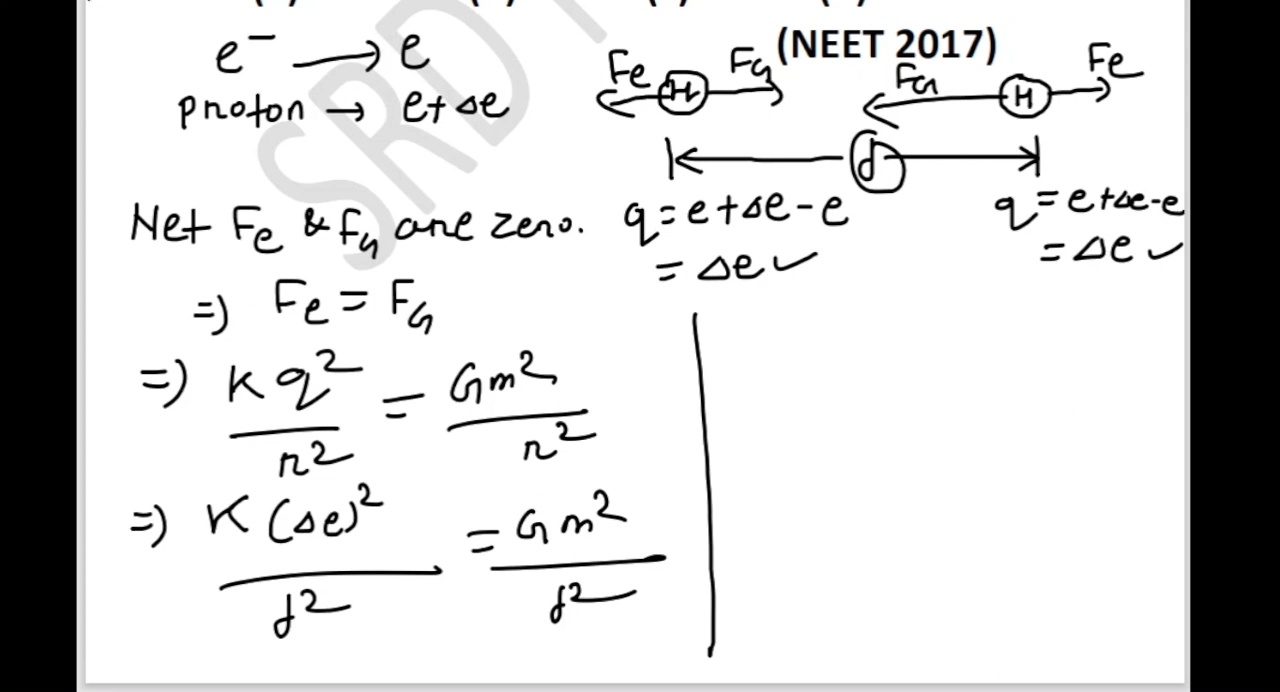 (NEET 2017)
e⁻ ⟶ e
Proton → e+Δe
Fe H FG
FG H Fe
d
Net Fe & FG are zero.
q = e+Δe-e
= Δe ✓
q = e+Δe-e
= Δe ✓
=) Fe = FG
=) Kq²/r² = Gm²/r²
=) K(Δe)²/d² = Gm²/d²
SRD